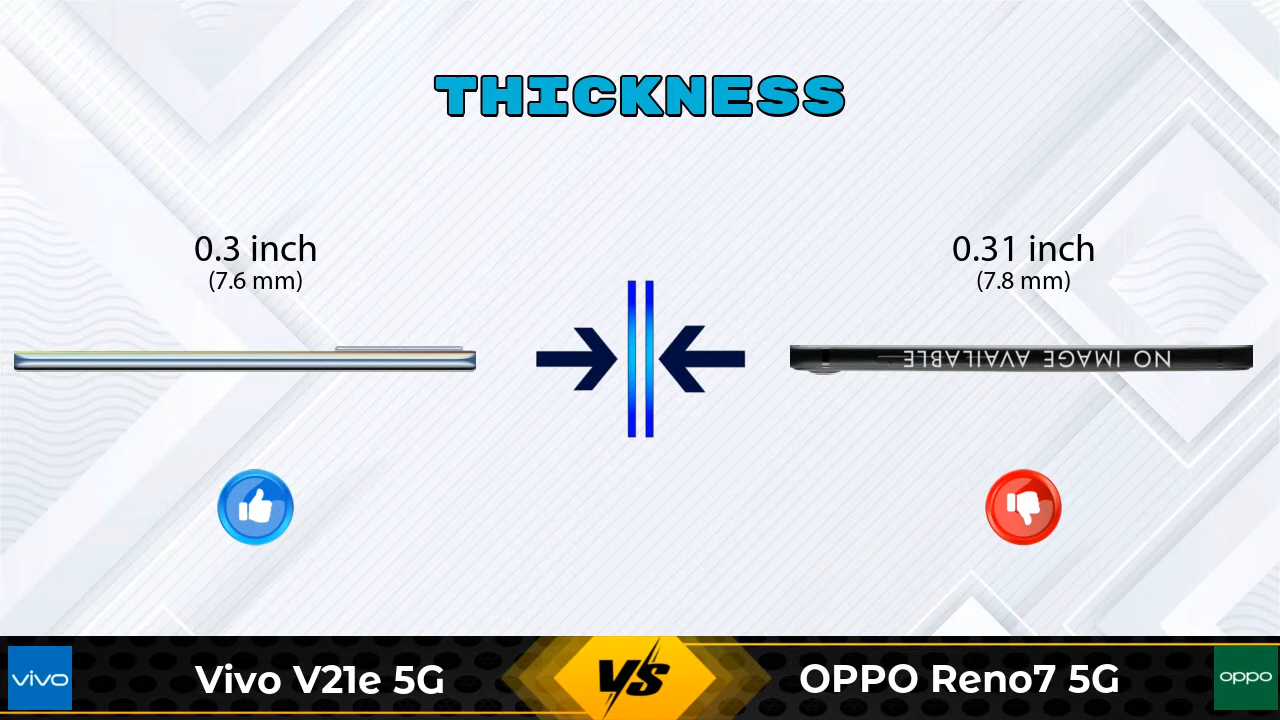 THICKNESS
0.3 inch
(7.6 mm)
0.31 inch
(7.8 mm)
NO IMAGE AVAILABLE
vivo
Vivo V21e 5G
VS
OPPO Reno7 5G
oppo